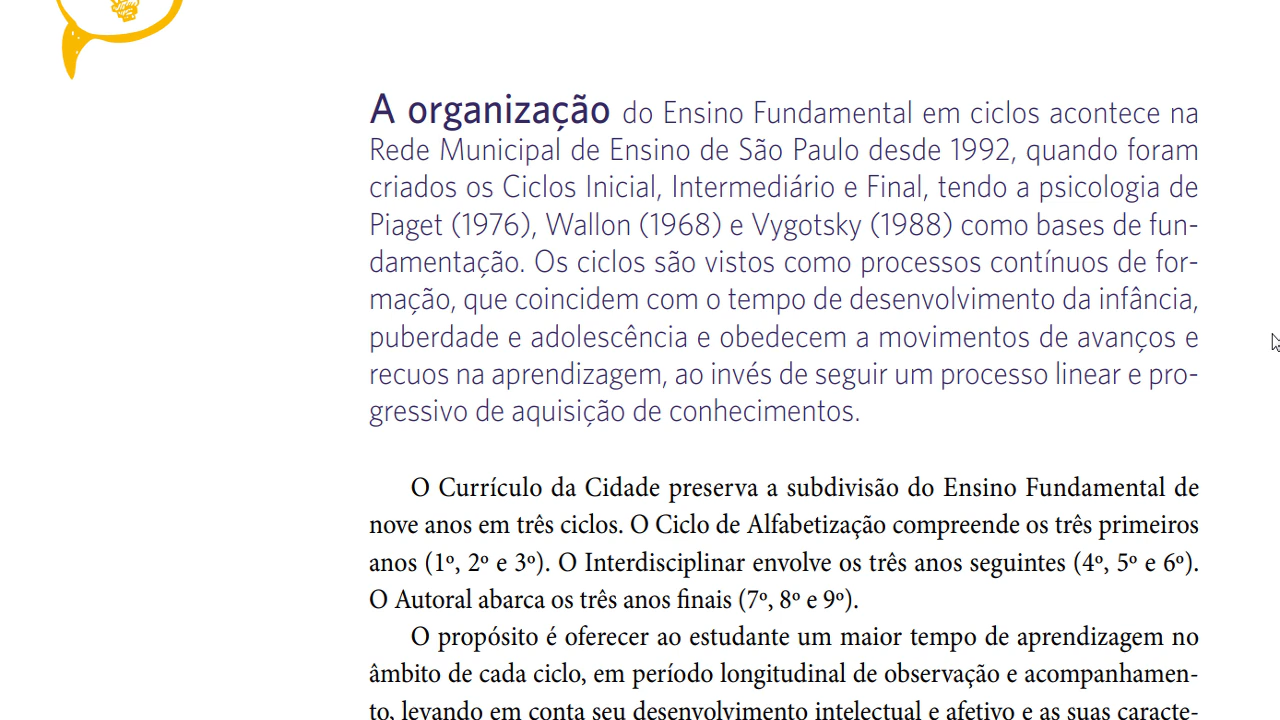 A organização do Ensino Fundamental em ciclos acontece na
Rede Municipal de Ensino de São Paulo desde 1992, quando foram
criados os Ciclos Inicial, Intermediário e Final, tendo a psicologia de
Piaget (1976), Wallon (1968) e Vygotsky (1988) como bases de fun-
damentação. Os ciclos são vistos como processos contínuos de for-
mação, que coincidem com o tempo de desenvolvimento da infância,
puberdade e adolescência e obedecem a movimentos de avanços e
recuos na aprendizagem, ao invés de seguir um processo linear e pro-
gressivo de aquisição de conhecimentos.
O Currículo da Cidade preserva a subdivisão do Ensino Fundamental de
nove anos em três ciclos. O Ciclo de Alfabetização compreende os três primeiros
anos (1º, 2º e 3º). O Interdisciplinar envolve os três anos seguintes (4º, 5º e 6º).
O Autoral abarca os três anos finais (7º, 8º e 9º).
O propósito é oferecer ao estudante um maior tempo de aprendizagem no
âmbito de cada ciclo, em período longitudinal de observação e acompanhamen-
to, levando em conta seu desenvolvimento intelectual e afetivo e as suas caracte-